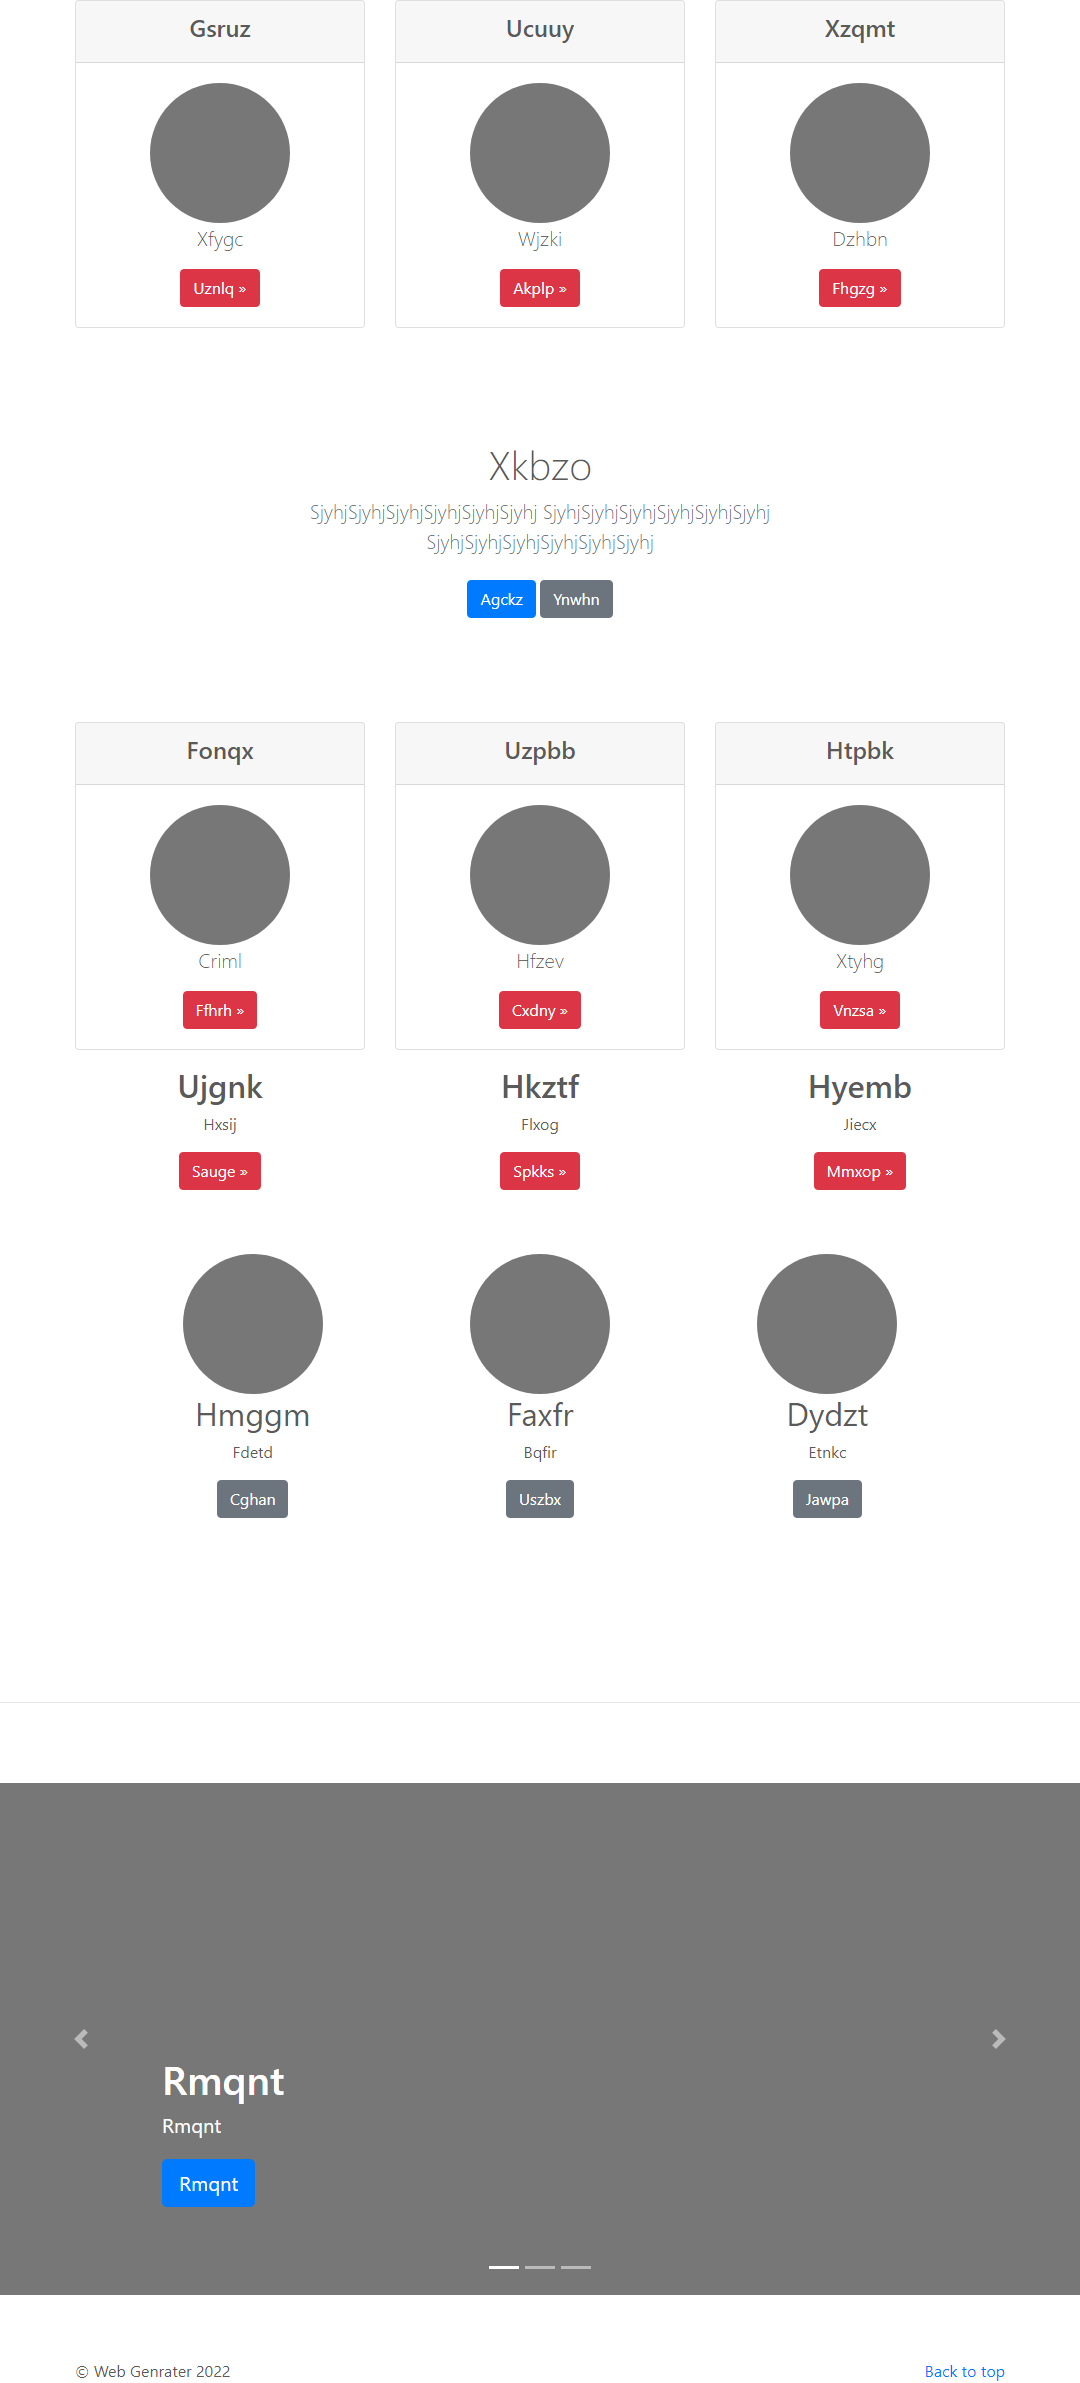 Gsruz
Ucuuy
Xzqmt
Xfygc
Wjzki
Dzhbn
Uznlq »
Akplp »
Fhgzg »
Xkbzo
SjyhjSjyhjSjyhjSjyhjSjyhjSjyhj SjyhjSjyhjSjyhjSjyhjSjyhjSjyhj
SjyhjSjyhjSjyhjSjyhjSjyhjSjyhj
Agckz
Ynwhn
Fonqx
Uzpbb
Htpbk
Criml
Hfzev
Xtyhg
Ffhrh »
Cxdny »
Vnzsa »
Ujgnk
Hkztf
Hyemb
Hxsij
Flxog
Jiecx
Sauge »
Spkks »
Mmxop »
Hmggm
Faxfr
Dydzt
Fdetd
Bqfir
Etnkc
Cghan
Uszbx
Jawpa
Rmqnt
Rmqnt
Rmqnt
© Web Genrater 2022
Back to top